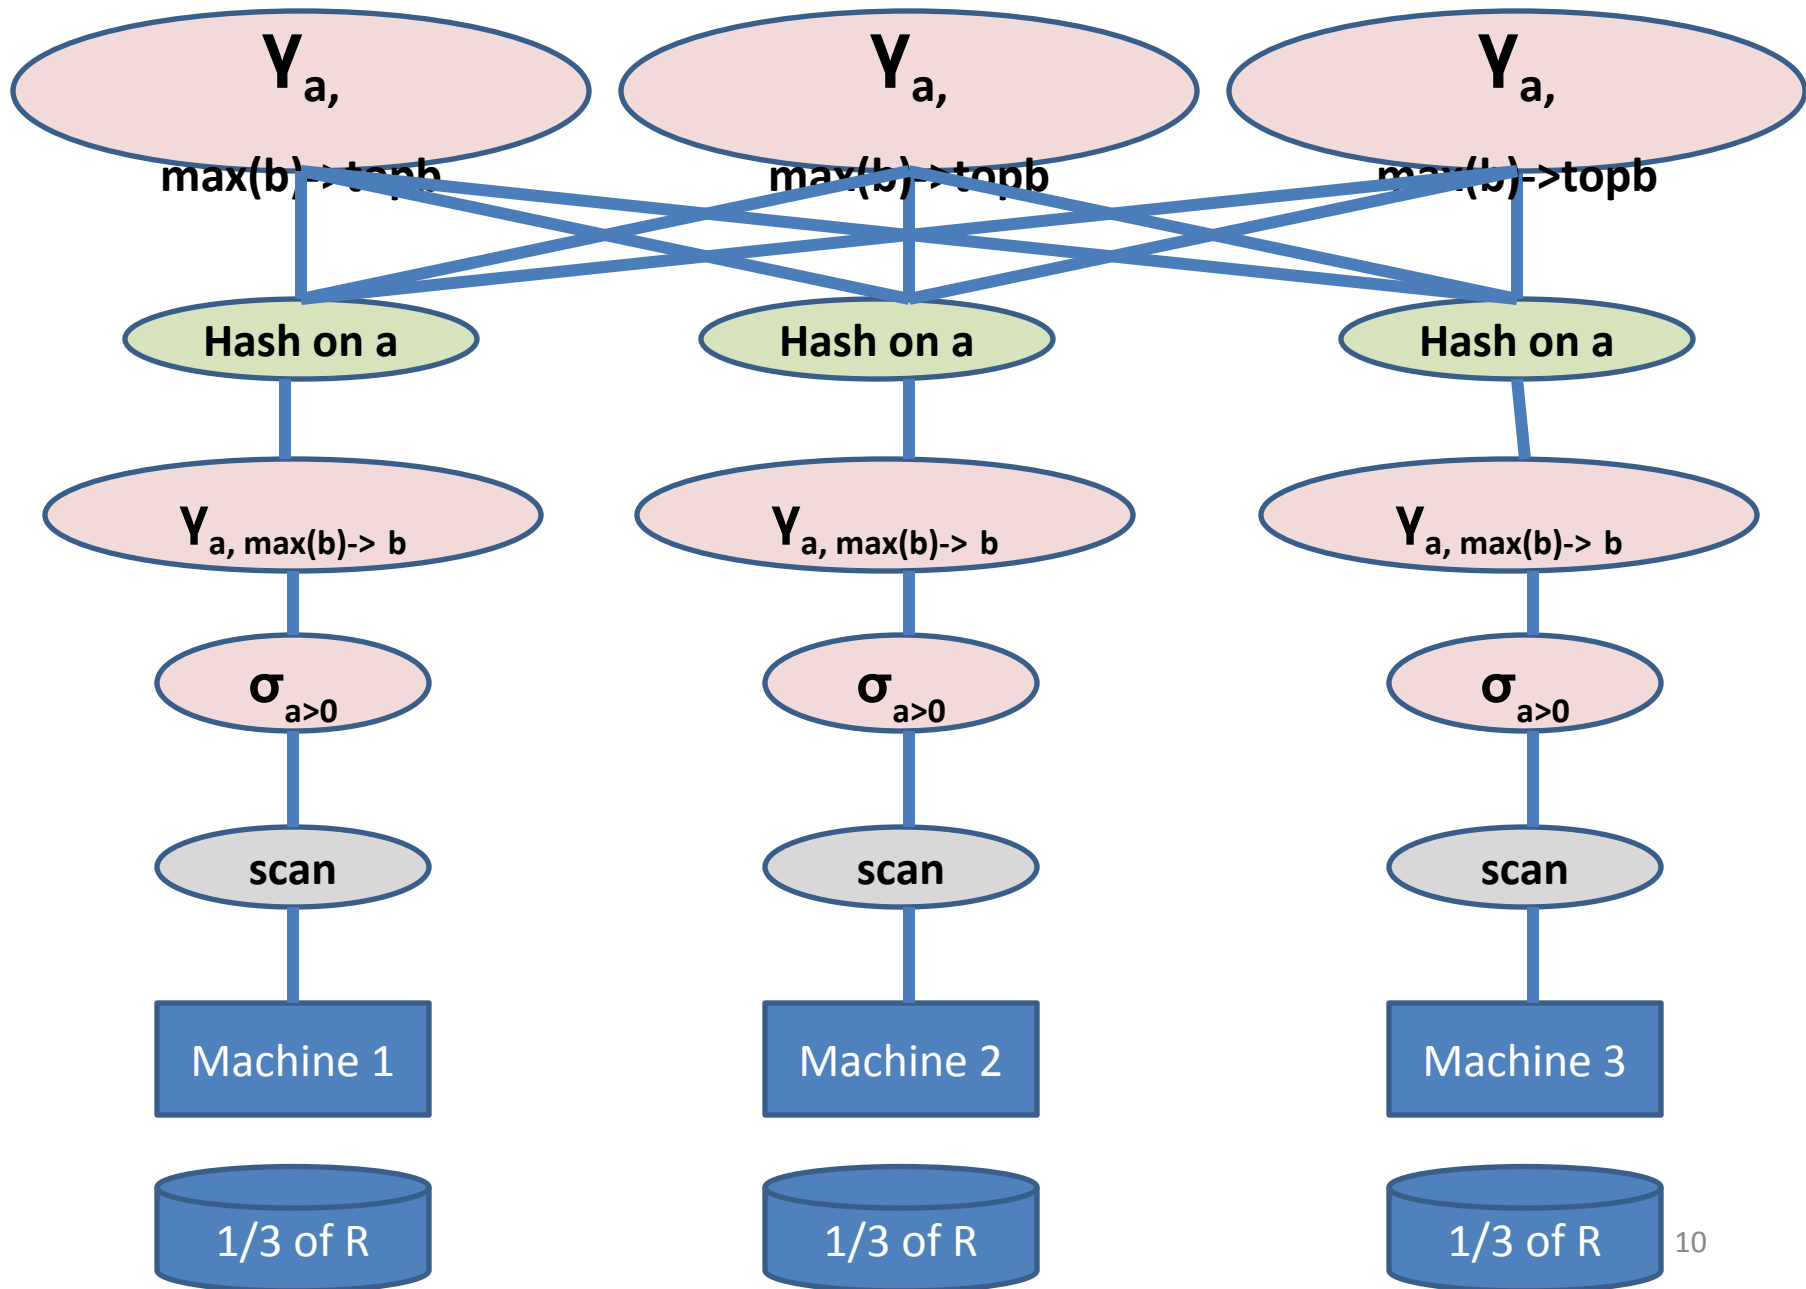 γa, γa, γa,
max(b)->topb max(b)->topb max(b)->topb
Hash on a Hash on a Hash on a
γa, max(b)-> b γa, max(b)-> b γa, max(b)-> b
σa>0 σa>0 σa>0
scan scan scan
Machine 1 Machine 2 Machine 3
1/3 of R 1/3 of R 1/3 of R 10